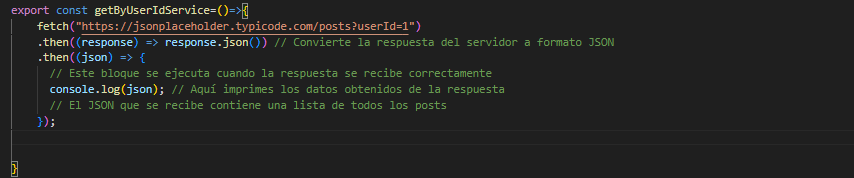 export const getByUserIdService=()=>{
fetch("https://jsonplaceholder.typicode.com/posts?userId=1")
.then((response) => response.json()) // Convierte la respuesta del servidor a formato JSON
.then((json) => {
// Este bloque se ejecuta cuando la respuesta se recibe correctamente
console.log(json); // Aquí imprimes los datos obtenidos de la respuesta
// El JSON que se recibe contiene una lista de todos los posts
});
}